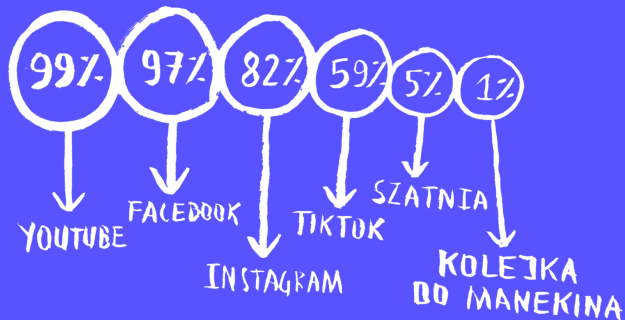 99% 97% 82% 59% 5% 1%
YOUTUBE
FACEBOOK
INSTAGRAM
TIKTOK
SZATNIA
KOLEJKA
DO MANEKINA